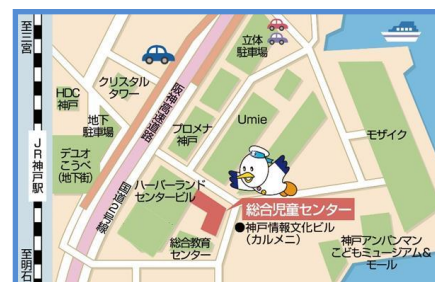 至三宮
立体
駐車場
クリスタル
タワー
HDC
神戸
阪神高速道路
地下
駐車場
プロメナ
神戸
Umie
モザイク
JR神戸駅
デュオ
こうべ
(地下街)
国道2号線
ハーバーランド
センタービル
総合児童センター
●神戸情報文化ビル
(カルメニ)
総合教育
センター
神戸アンパンマン
こどもミュージアム&
モール
至明石